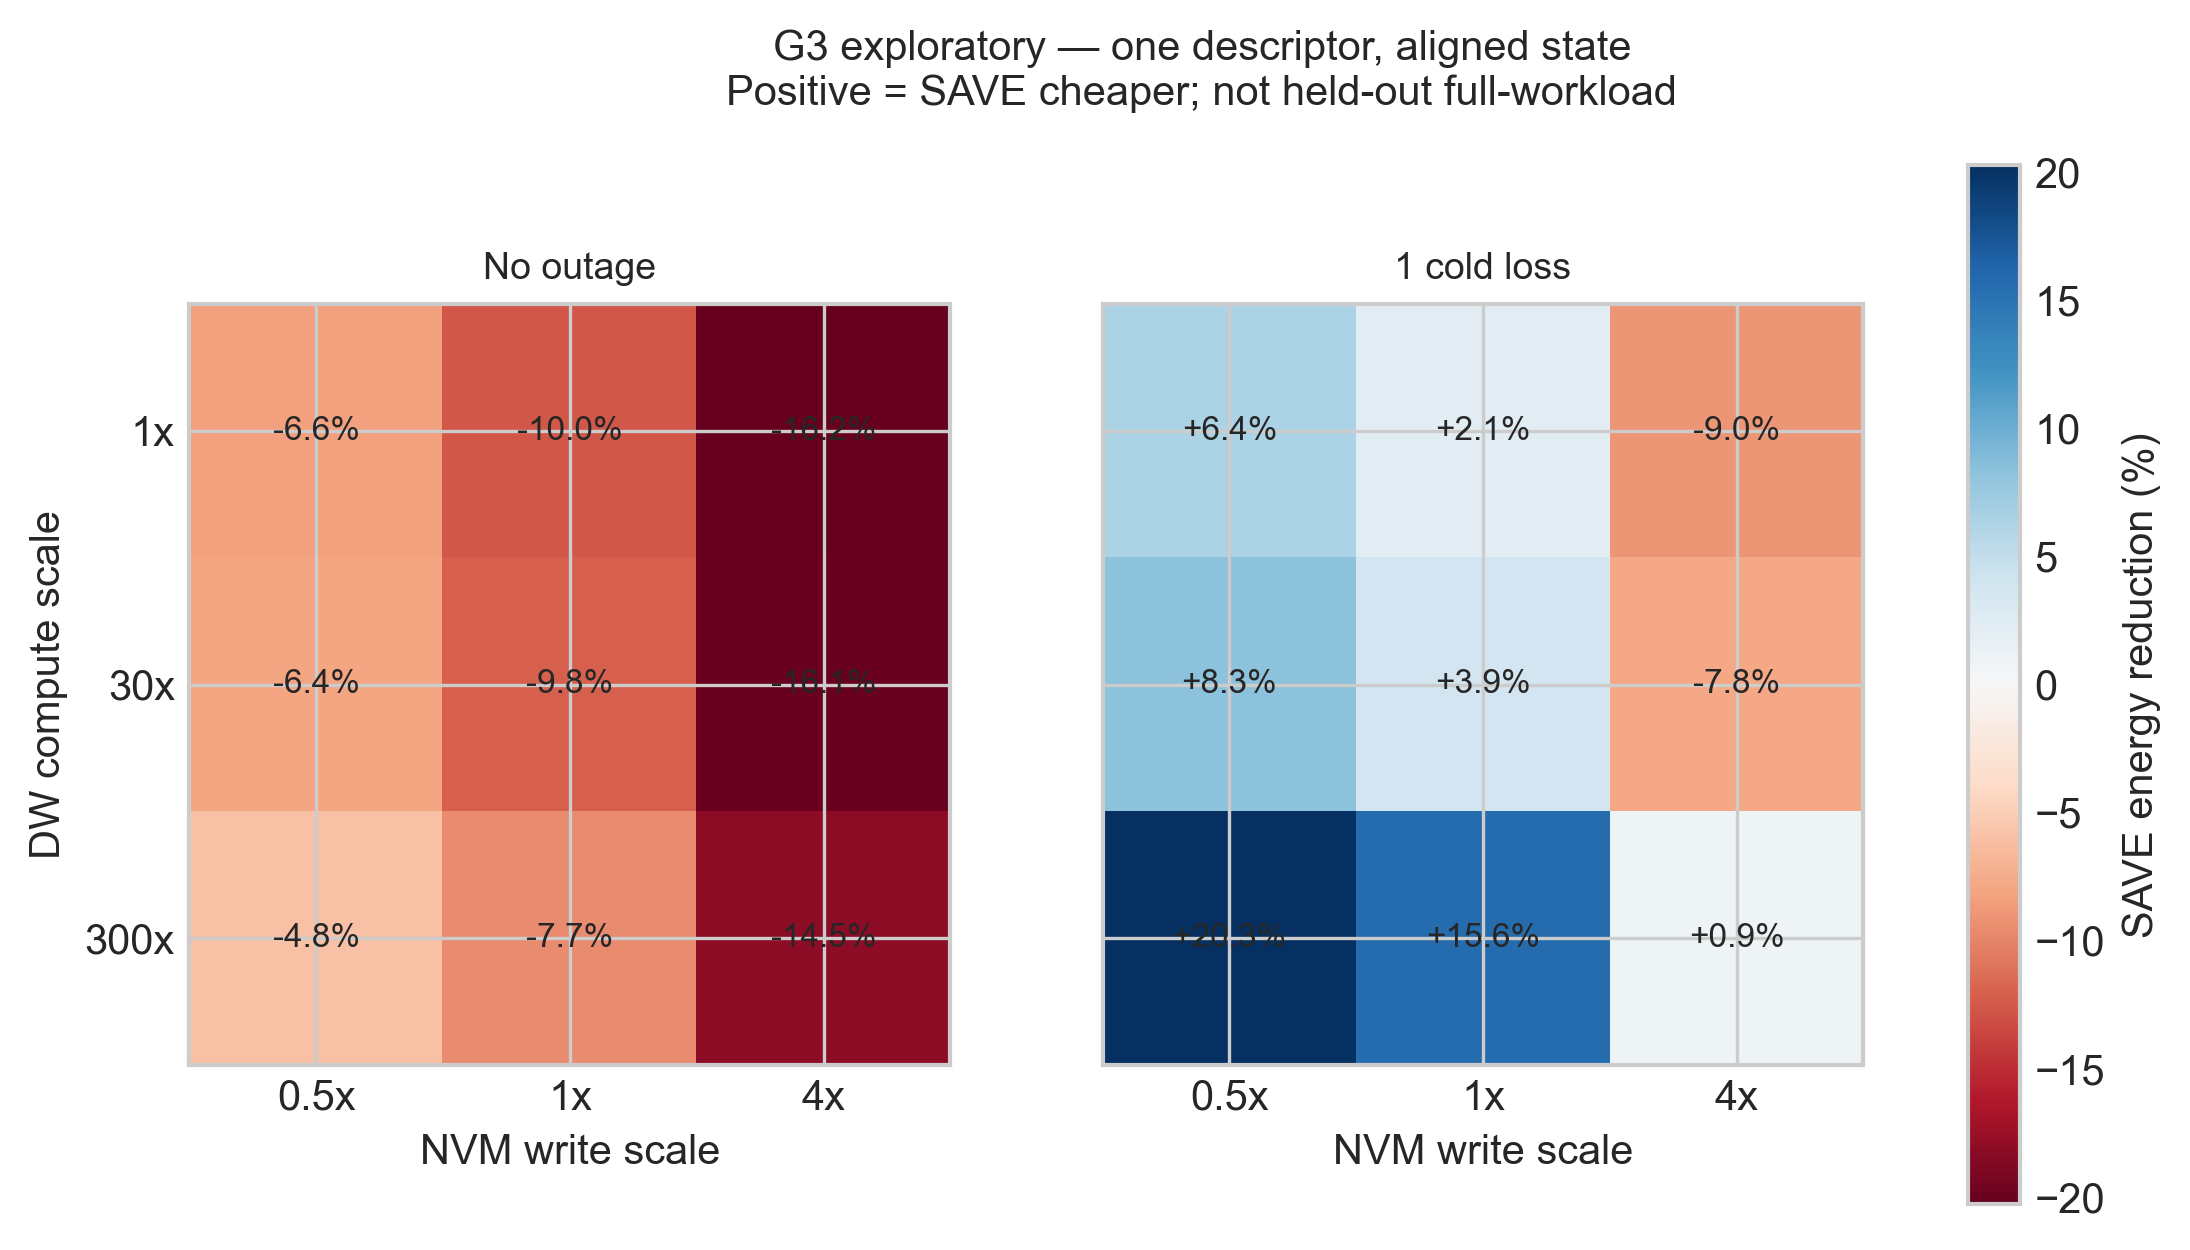 G3 exploratory — one descriptor, aligned state
Positive = SAVE cheaper; not held-out full-workload
No outage
1 cold loss
DW compute scale
1x
30x
300x
-6.6%
-10.0%
-16.2%
-6.4%
-9.8%
-16.1%
-4.8%
-7.7%
-14.5%
0.5x
1x
4x
NVM write scale
+6.4%
+2.1%
-9.0%
+8.3%
+3.9%
-7.8%
+20.3%
+15.6%
+0.9%
0.5x
1x
4x
NVM write scale
20
15
10
5
0
−5
−10
−15
−20
SAVE energy reduction (%)